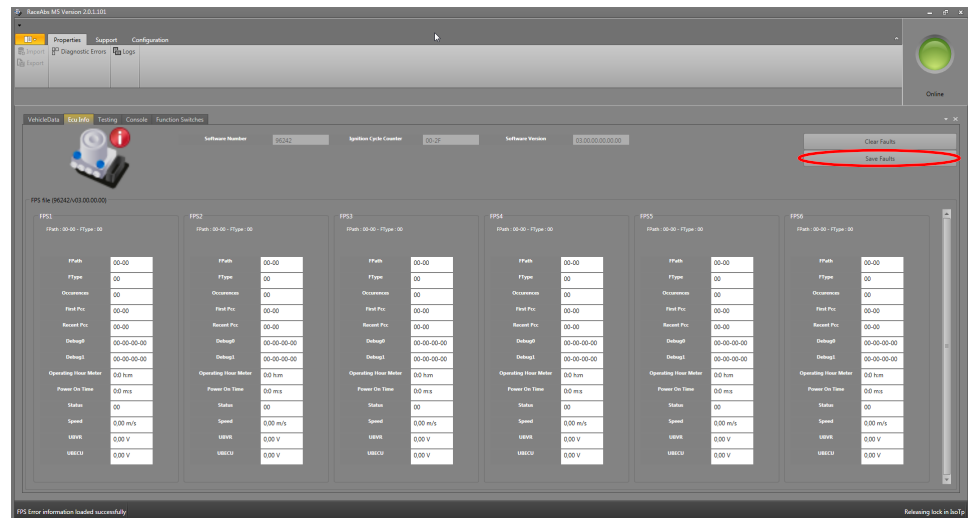 RaceAbs M5 Version 2.0.1.101
Properties Support Configuration
Import Diagnostic Errors Logs
Export
Online
VehicleData Ecu Info Testing Console Function Switches
Software Number 96242 Ignition Cycle Counter 00-2F Software Version 03.00.00.00.00.00
Clear Faults
Save Faults
FPS file (96242/v03.00.00.00)
FPS1 FPS2 FPS3 FPS4 FPS5 FPS6
FPath : 00-00 - FType : 00 FPath : 00-00 - FType : 00 FPath : 00-00 - FType : 00 FPath : 00-00 - FType : 00 FPath : 00-00 - FType : 00 FPath : 00-00 - FType : 00
FPath 00-00 FPath 00-00 FPath 00-00 FPath 00-00 FPath 00-00 FPath 00-00
FType 00 FType 00 FType 00 FType 00 FType 00 FType 00
Occurences 00 Occurences 00 Occurences 00 Occurences 00 Occurences 00 Occurences 00
First Pcc 00-00 First Pcc 00-00 First Pcc 00-00 First Pcc 00-00 First Pcc 00-00 First Pcc 00-00
Recent Pcc 00-00 Recent Pcc 00-00 Recent Pcc 00-00 Recent Pcc 00-00 Recent Pcc 00-00 Recent Pcc 00-00
Debug0 00-00-00-00 Debug0 00-00-00-00 Debug0 00-00-00-00 Debug0 00-00-00-00 Debug0 00-00-00-00 Debug0 00-00-00-00
Debug1 00-00-00-00 Debug1 00-00-00-00 Debug1 00-00-00-00 Debug1 00-00-00-00 Debug1 00-00-00-00 Debug1 00-00-00-00
Operating Hour Meter 0:0 h:m Operating Hour Meter 0:0 h:m Operating Hour Meter 0:0 h:m Operating Hour Meter 0:0 h:m Operating Hour Meter 0:0 h:m Operating Hour Meter 0:0 h:m
Power On Time 0:0 m:s Power On Time 0:0 m:s Power On Time 0:0 m:s Power On Time 0:0 m:s Power On Time 0:0 m:s Power On Time 0:0 m:s
Status 00 Status 00 Status 00 Status 00 Status 00 Status 00
Speed 0,00 m/s Speed 0,00 m/s Speed 0,00 m/s Speed 0,00 m/s Speed 0,00 m/s Speed 0,00 m/s
UBVR 0,00 V UBVR 0,00 V UBVR 0,00 V UBVR 0,00 V UBVR 0,00 V UBVR 0,00 V
UBECU 0,00 V UBECU 0,00 V UBECU 0,00 V UBECU 0,00 V UBECU 0,00 V UBECU 0,00 V
FPS Error information loaded succesfully Releasing lock in IsoTp